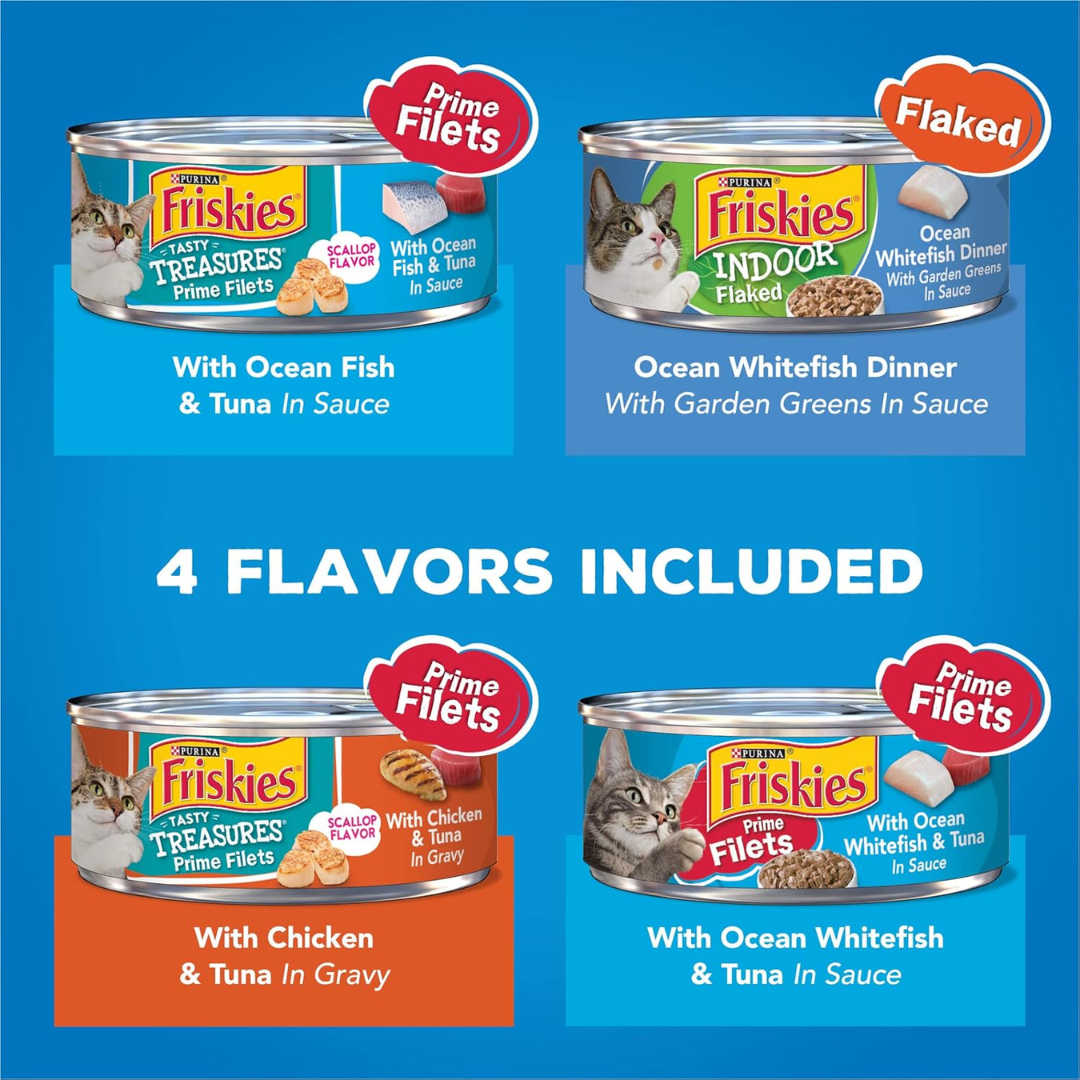 Prime
Filets
PURINA®
Friskies®
TASTY
TREASURES®
Prime Filets
SCALLOP
FLAVOR
With Ocean
Fish & Tuna
In Sauce
With Ocean Fish
& Tuna In Sauce
Flaked
PURINA®
Friskies®
INDOOR
Flaked
Ocean
Whitefish Dinner
With Garden Greens
In Sauce
Ocean Whitefish Dinner
With Garden Greens In Sauce
4 FLAVORS INCLUDED
Prime
Filets
PURINA®
Friskies®
TASTY
TREASURES®
Prime Filets
SCALLOP
FLAVOR
With Chicken
& Tuna
In Gravy
With Chicken
& Tuna In Gravy
Prime
Filets
PURINA®
Friskies®
Prime
Filets
With Ocean
Whitefish & Tuna
In Sauce
With Ocean Whitefish
& Tuna In Sauce